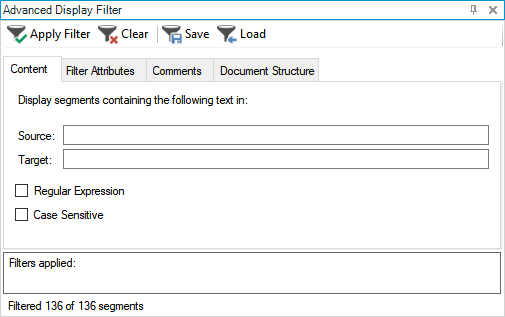 Advanced Display Filter
Apply Filter Clear Save Load
Content Filter Attributes Comments Document Structure
Display segments containing the following text in:
Source:
Target:
Regular Expression
Case Sensitive
Filters applied:
Filtered 136 of 136 segments